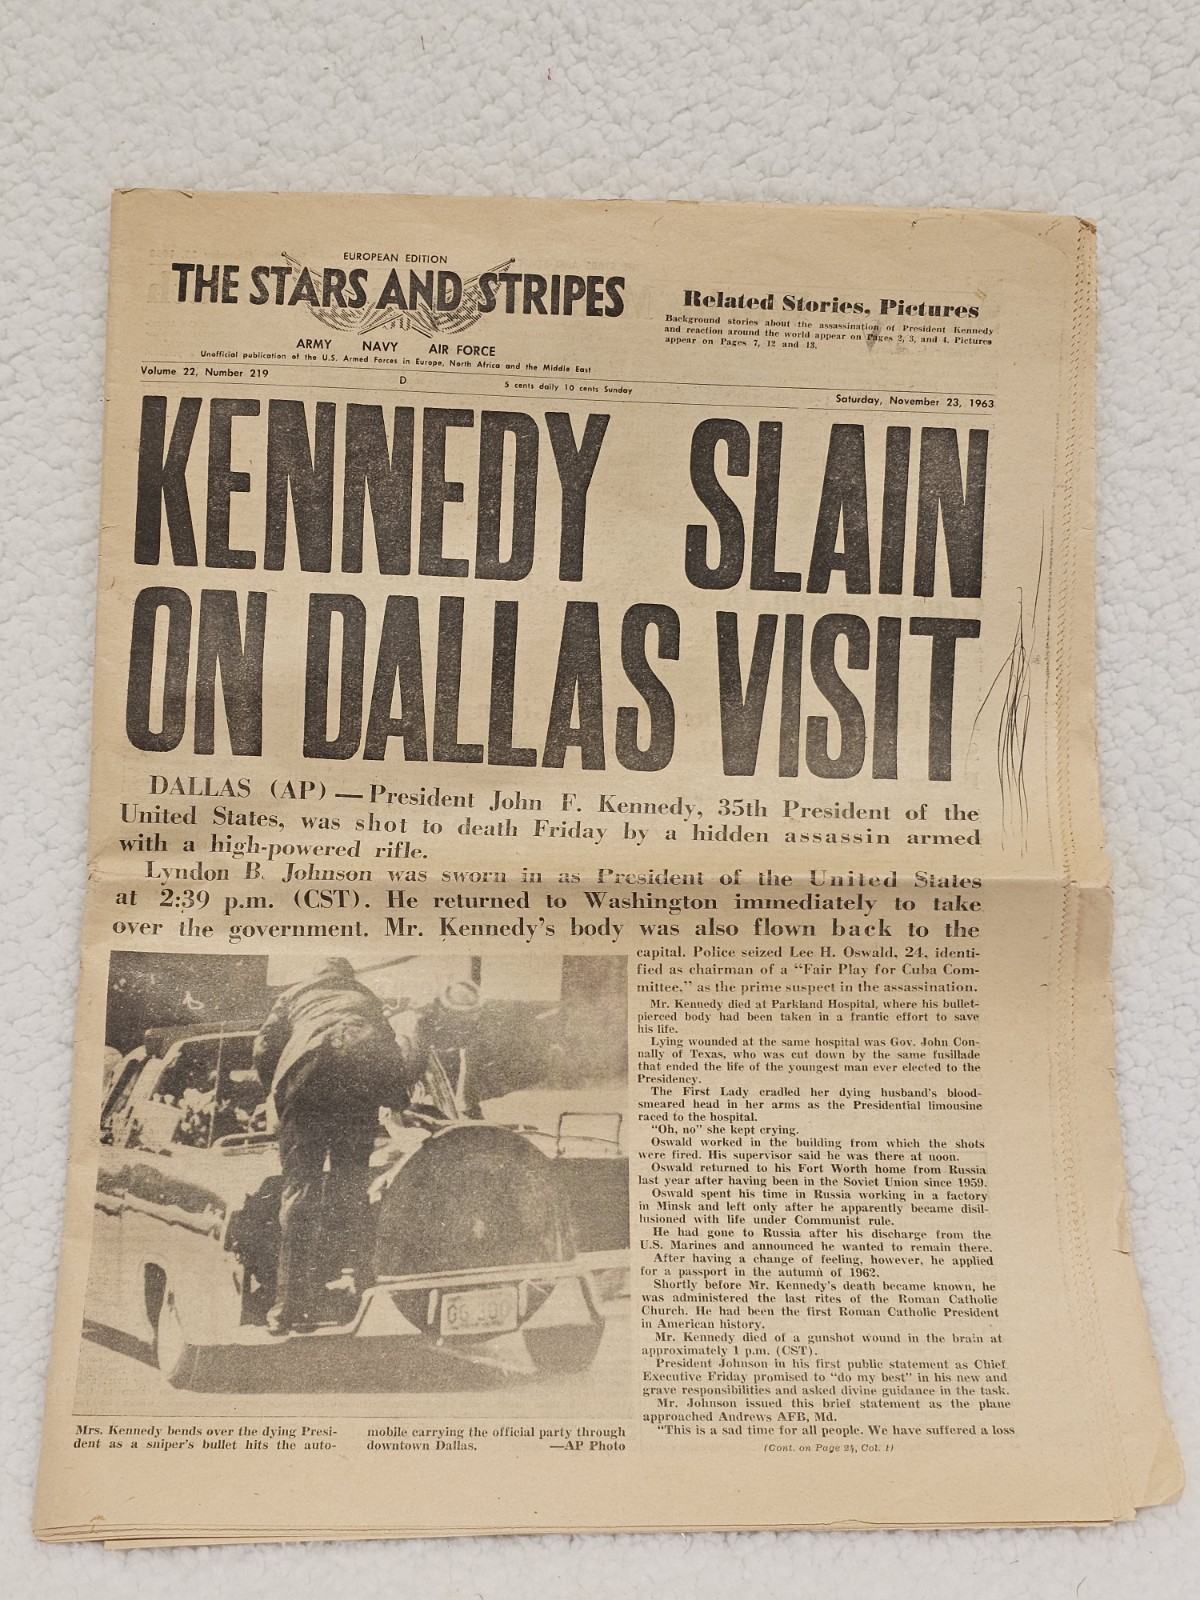 EUROPEAN EDITION
THE STARS AND STRIPES
ARMY NAVY AIR FORCE
Unofficial publication of the U.S. Armed Forces in Europe, North Africa and the Middle East
Related Stories, Pictures
Background stories about the assassination of President Kennedy
and reaction around the world appear on Pages 2, 3, and 4. Pictures
appear on Pages 7, 12 and 13.
Volume 22, Number 219
D
5 cents daily 10 cents Sunday
Saturday, November 23, 1963
KENNEDY SLAIN
ON DALLAS VISIT
DALLAS (AP) — President John F. Kennedy, 35th President of the
United States, was shot to death Friday by a hidden assassin armed
with a high-powered rifle.
Lyndon B. Johnson was sworn in as President of the United States
at 2:39 p.m. (CST). He returned to Washington immediately to take
over the government. Mr. Kennedy's body was also flown back to the
capital. Police seized Lee H. Oswald, 24, identi-
fied as chairman of a "Fair Play for Cuba Com-
mittee," as the prime suspect in the assassination.
Mr. Kennedy died at Parkland Hospital, where his bullet-
pierced body had been taken in a frantic effort to save
his life.
Lying wounded at the same hospital was Gov. John Con-
nally of Texas, who was cut down by the same fusillade
that ended the life of the youngest man ever elected to the
Presidency.
The First Lady cradled her dying husband's blood-
smeared head in her arms as the Presidential limousine
raced to the hospital.
"Oh, no" she kept crying.
Oswald worked in the building from which the shots
were fired. His supervisor said he was there at noon.
Oswald returned to his Fort Worth home from Russia
last year after having been in the Soviet Union since 1959.
Oswald spent his time in Russia working in a factory
in Minsk and left only after he apparently became disil-
lusioned with life under Communist rule.
He had gone to Russia after his discharge from the
U.S. Marines and announced he wanted to remain there.
After having a change of feeling, however, he applied
for a passport in the autumn of 1962.
Shortly before Mr. Kennedy's death became known, he
was administered the last rites of the Roman Catholic
Church. He had been the first Roman Catholic President
in American history.
Mr. Kennedy died of a gunshot wound in the brain at
approximately 1 p.m. (CST).
President Johnson in his first public statement as Chief
Executive Friday promised to "do my best" in his new and
grave responsibilities and asked divine guidance in the task.
Mr. Johnson issued this brief statement as the plane
approached Andrews AFB, Md.
"This is a sad time for all people. We have suffered a loss
(Cont. on Page 24, Col. 1)
Mrs. Kennedy bends over the dying Presi-
dent as a sniper's bullet hits the auto-
mobile carrying the official party through
downtown Dallas. —AP Photo